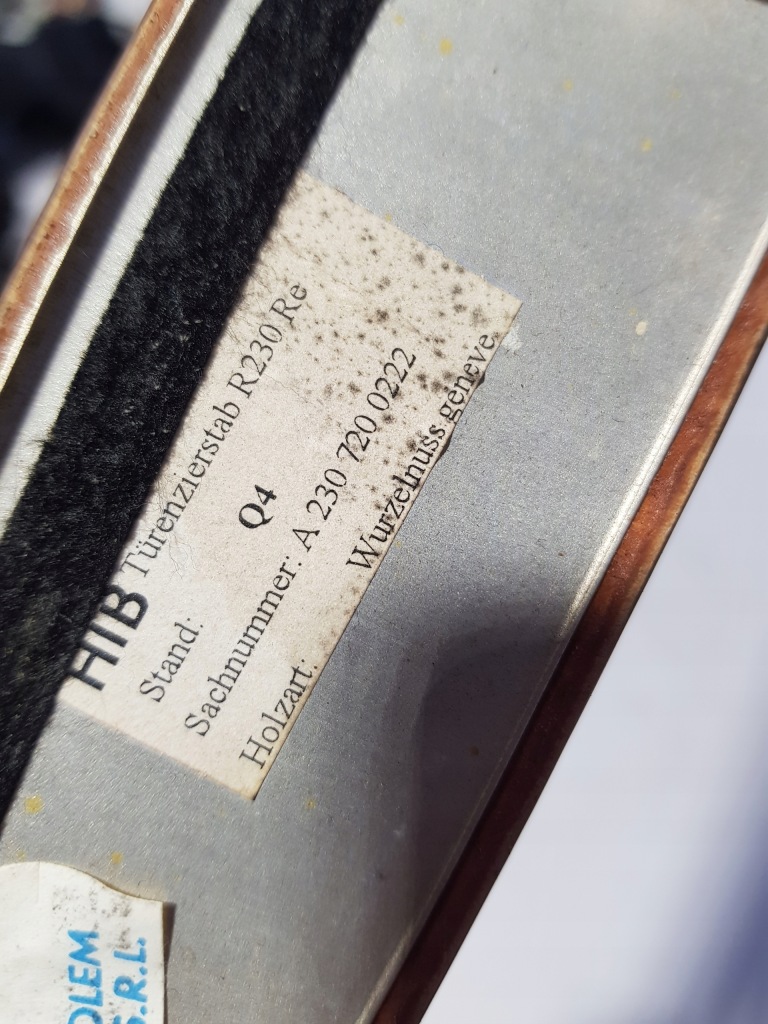 HIB Türenzierstab R230 Re
Stand: Q4
Sachnummer: A 230 720 0222
Holzart: Wurzelnuss geneve
OLEM
S.R.L.